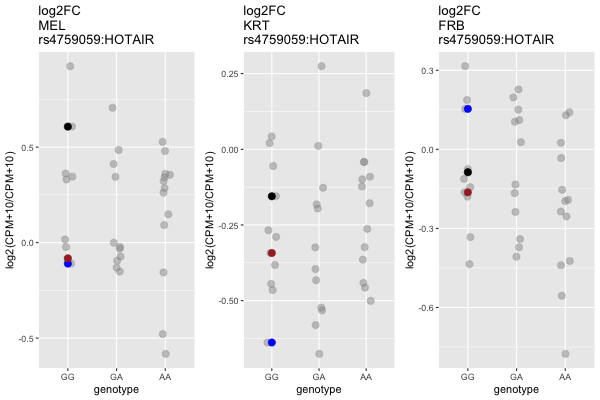 log2FC
MEL
rs4759059:HOTAIR
log2(CPM+10/CPM+10)
0.5
0.0
-0.5
GG GA AA
genotype
log2FC
KRT
rs4759059:HOTAIR
log2(CPM+10/CPM+10)
0.25
0.00
-0.25
-0.50
GG GA AA
genotype
log2FC
FRB
rs4759059:HOTAIR
log2(CPM+10/CPM+10)
0.3
0.0
-0.3
-0.6
GG GA AA
genotype